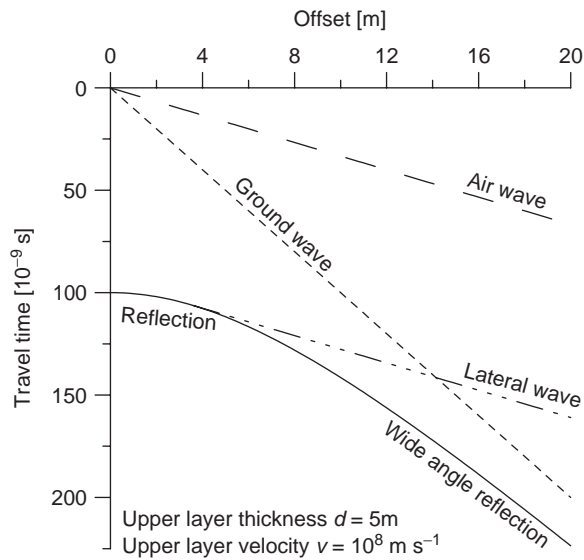 Offset [m]
0 4 8 12 16 20
0
50
100
150
200
Travel time [10⁻⁹ s]
Air wave
Ground wave
Reflection
Lateral wave
Wide angle reflection
Upper layer thickness d = 5m
Upper layer velocity v = 10⁸ m s⁻¹